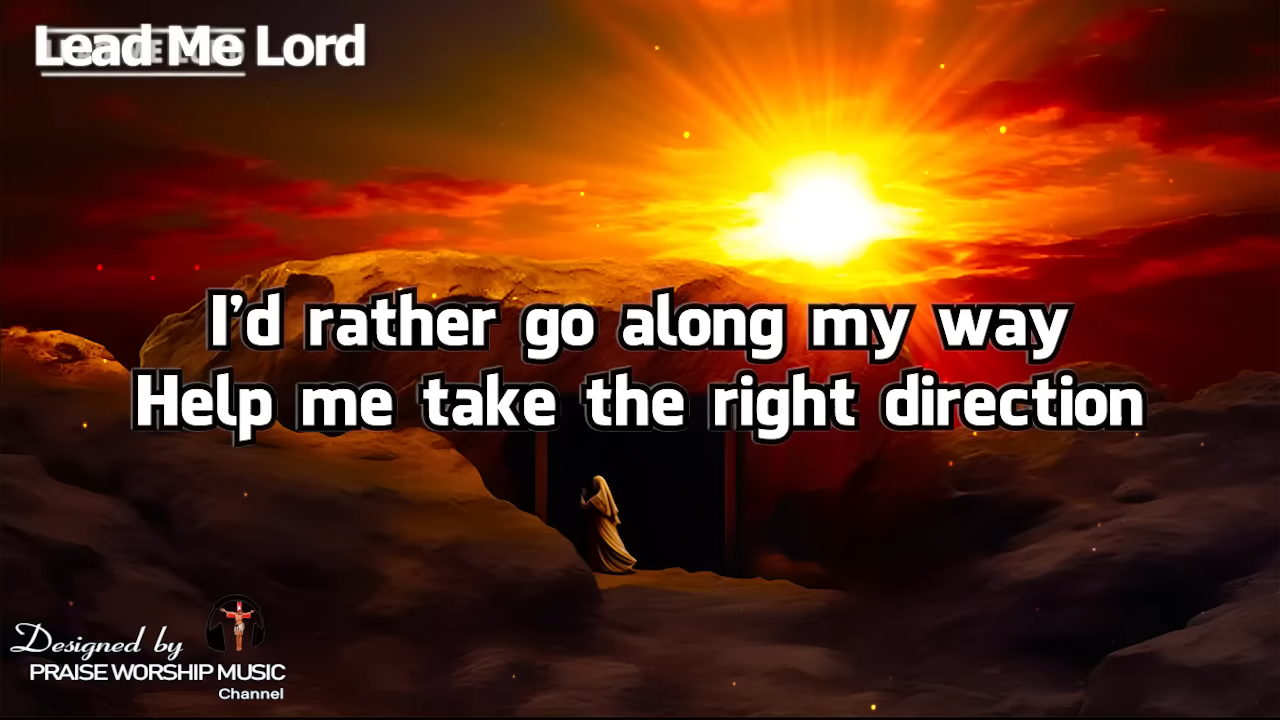 Lead Me Lord
I'd rather go along my way
Help me take the right direction
Designed by
PRAISE WORSHIP MUSIC
Channel